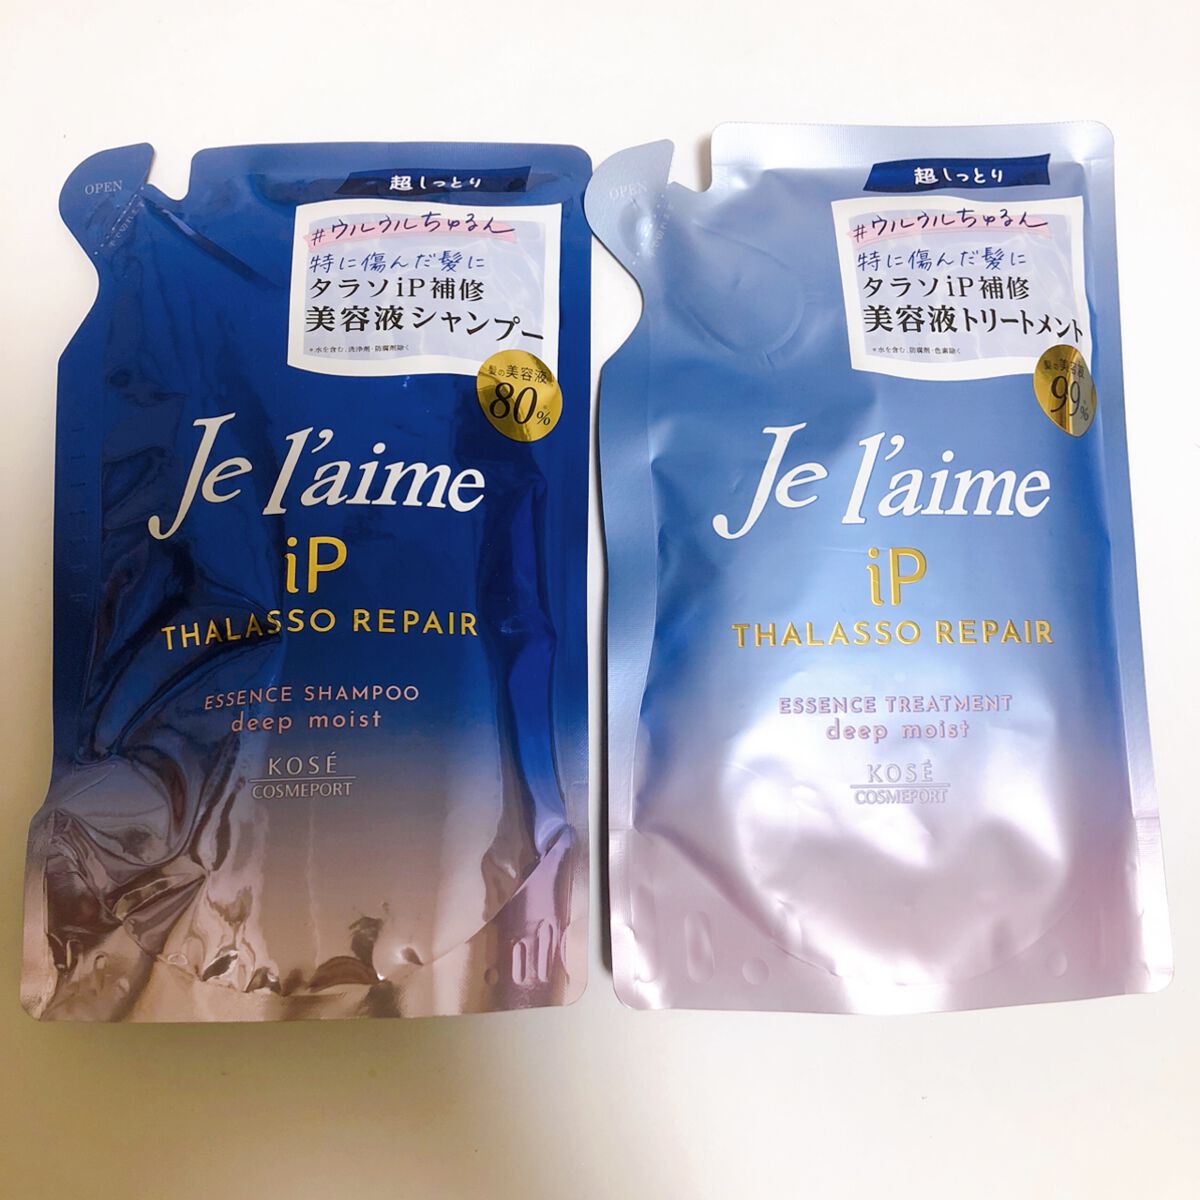 OPEN
超しっとり
#ウルウルちゅるん
特に傷んだ髪に
タラソiP補修
美容液シャンプー
*水を含む、洗浄剤・防腐剤除く
髪の美容液
80%
Je l'aime
iP
THALASSO REPAIR
ESSENCE SHAMPOO
deep moist
KOSÉ
COSMEPORT
OPEN
超しっとり
#ウルウルちゅるん
特に傷んだ髪に
タラソiP補修
美容液トリートメント
*水を含む、防腐剤・色素除く
髪の美容液
99%
Je l'aime
iP
THALASSO REPAIR
ESSENCE TREATMENT
deep moist
KOSÉ
COSMEPORT